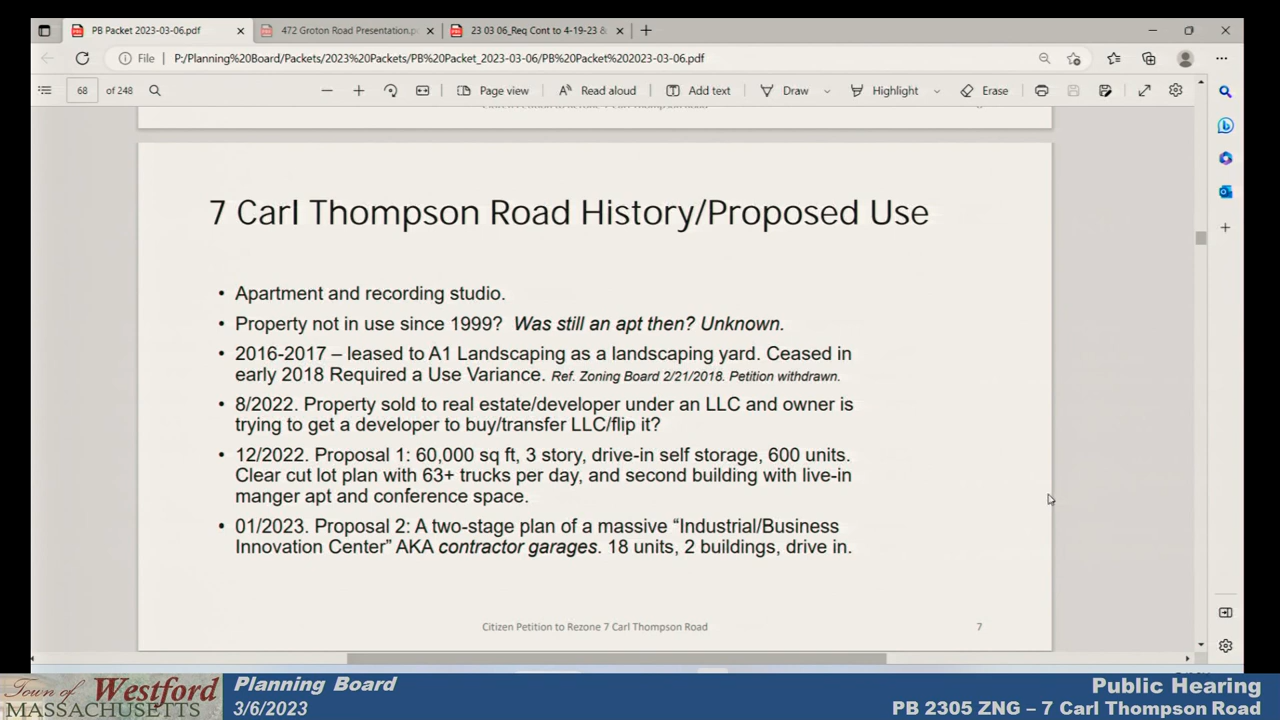 PB Packet 2023-03-06.pdf
472 Groton Road Presentation.p
23 03 06_Req Cont to 4-19-23 &
File
P:/Planning%20Board/Packets/2023%20Packets/PB%20Packet_2023-03-06/PB%20Packet%202023-03-06.pdf
68 of 248
Page view
Read aloud
Add text
Draw
Highlight
Erase
7 Carl Thompson Road History/Proposed Use
• Apartment and recording studio.
• Property not in use since 1999? Was still an apt then? Unknown.
• 2016-2017 – leased to A1 Landscaping as a landscaping yard. Ceased in
early 2018 Required a Use Variance. Ref. Zoning Board 2/21/2018. Petition withdrawn.
• 8/2022. Property sold to real estate/developer under an LLC and owner is
trying to get a developer to buy/transfer LLC/flip it?
• 12/2022. Proposal 1: 60,000 sq ft, 3 story, drive-in self storage, 600 units.
Clear cut lot plan with 63+ trucks per day, and second building with live-in
manger apt and conference space.
• 01/2023. Proposal 2: A two-stage plan of a massive “Industrial/Business
Innovation Center” AKA contractor garages. 18 units, 2 buildings, drive in.
Citizen Petition to Rezone 7 Carl Thompson Road
7
Town of Westford
MASSACHUSETTS
Planning Board
3/6/2023
Public Hearing
PB 2305 ZNG – 7 Carl Thompson Road